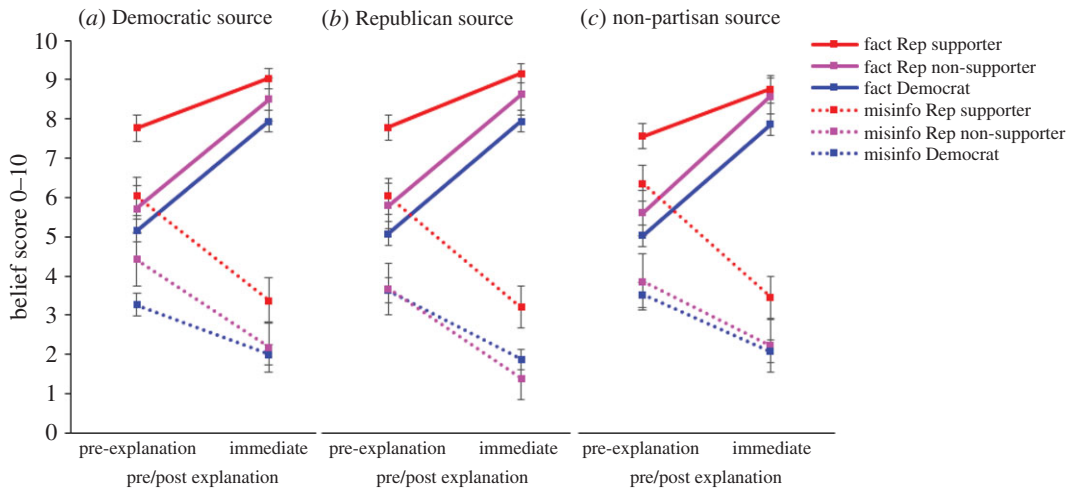 (a) Democratic source
(b) Republican source
(c) non-partisan source
belief score 0–10
10
9
8
7
6
5
4
3
2
1
0
fact Rep supporter
fact Rep non-supporter
fact Democrat
misinfo Rep supporter
misinfo Rep non-supporter
misinfo Democrat
pre-explanation immediate
pre/post explanation
pre-explanation immediate
pre/post explanation
pre-explanation immediate
pre/post explanation